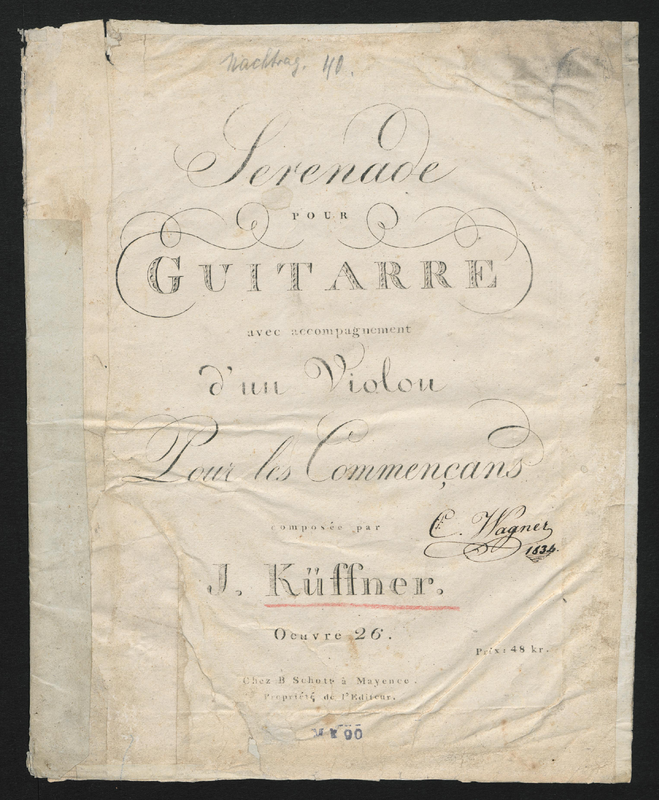 Nachtrag. 40.
Serenade
POUR
GUITARRE
avec accompagnement
d'un Violon
Pour les Commençans
composée par
C. Wagner
1834.
J. Küffner.
Oeuvre 26.
Prix: 48 kr.
Chez B Schott à Mayence.
Propriété de l'Editeur.
90